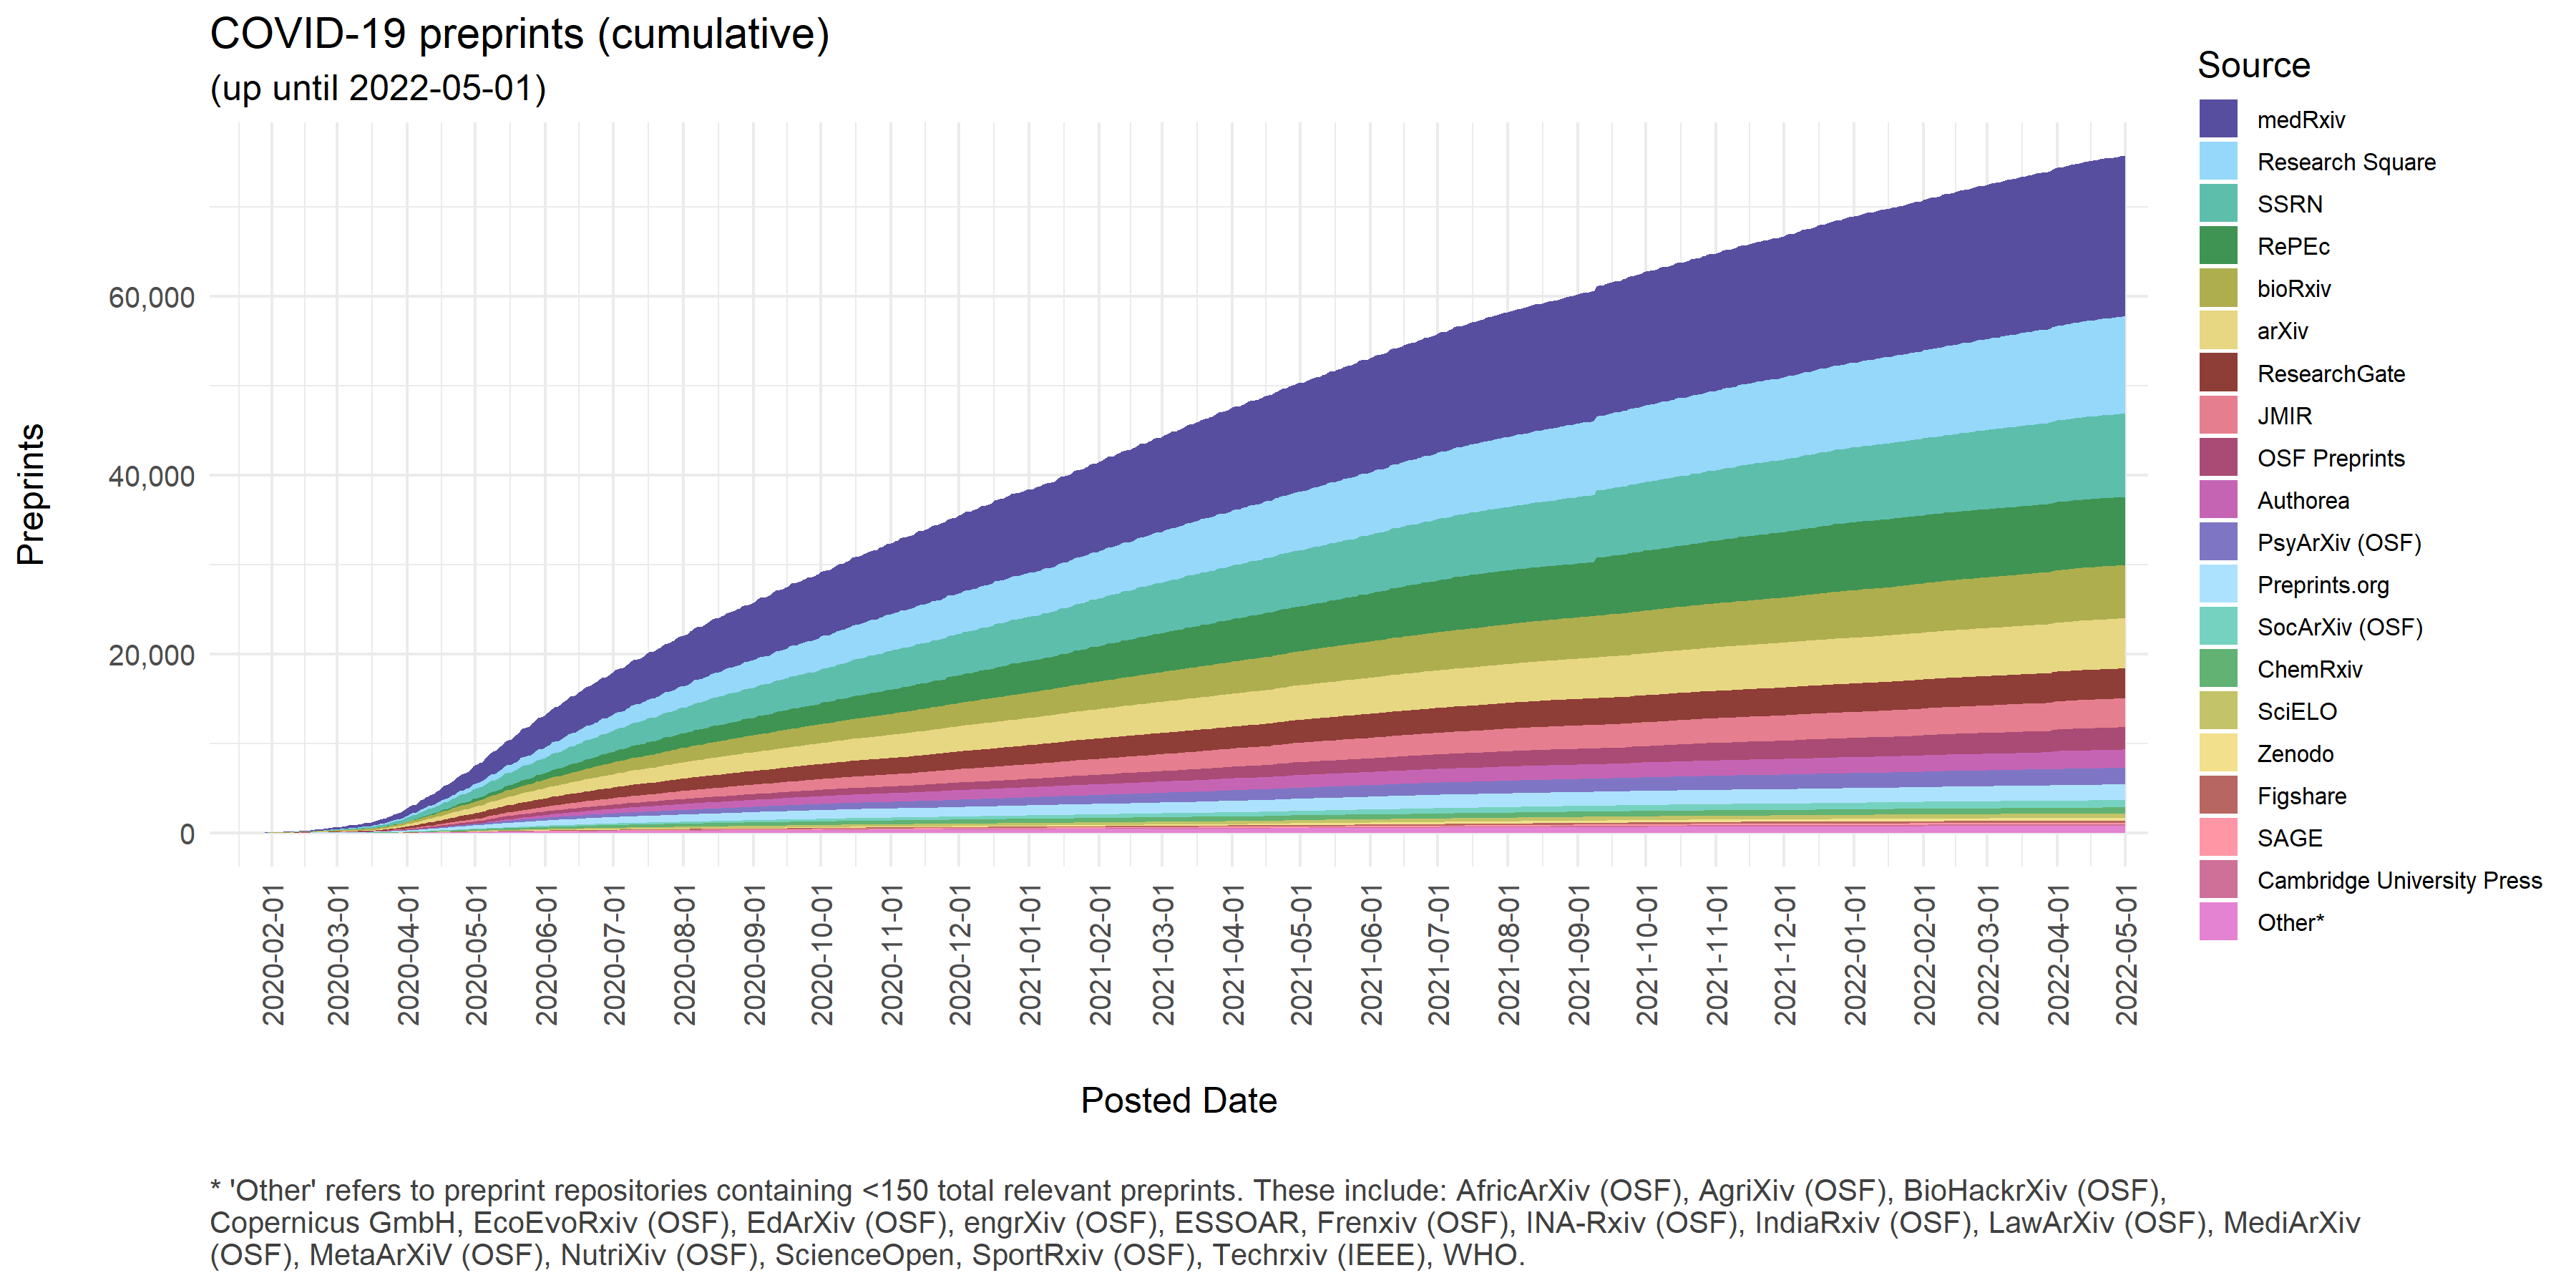 COVID-19 preprints (cumulative)
(up until 2022-05-01)
Preprints
60,000
40,000
20,000
0
2020-02-01
2020-03-01
2020-04-01
2020-05-01
2020-06-01
2020-07-01
2020-08-01
2020-09-01
2020-10-01
2020-11-01
2020-12-01
2021-01-01
2021-02-01
2021-03-01
2021-04-01
2021-05-01
2021-06-01
2021-07-01
2021-08-01
2021-09-01
2021-10-01
2021-11-01
2021-12-01
2022-01-01
2022-02-01
2022-03-01
2022-04-01
2022-05-01
Posted Date
Source
medRxiv
Research Square
SSRN
RePEc
bioRxiv
arXiv
ResearchGate
JMIR
OSF Preprints
Authorea
PsyArXiv (OSF)
Preprints.org
SocArXiv (OSF)
ChemRxiv
SciELO
Zenodo
Figshare
SAGE
Cambridge University Press
Other*
* 'Other' refers to preprint repositories containing <150 total relevant preprints. These include: AfricArXiv (OSF), AgriXiv (OSF), BioHackrXiv (OSF),
Copernicus GmbH, EcoEvoRxiv (OSF), EdArXiv (OSF), engrXiv (OSF), ESSOAR, Frenxiv (OSF), INA-Rxiv (OSF), IndiaRxiv (OSF), LawArXiv (OSF), MediArXiv
(OSF), MetaArXiV (OSF), NutriXiv (OSF), ScienceOpen, SportRxiv (OSF), Techrxiv (IEEE), WHO.